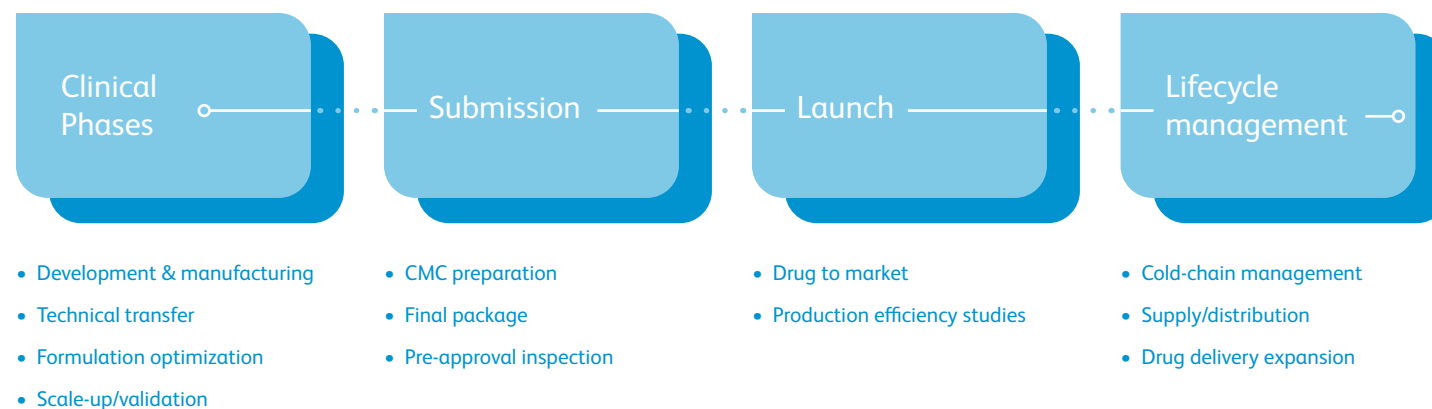 Clinical
Phases
Submission
Launch
Lifecycle
management
• Development & manufacturing
• Technical transfer
• Formulation optimization
• Scale-up/validation
• CMC preparation
• Final package
• Pre-approval inspection
• Drug to market
• Production efficiency studies
• Cold-chain management
• Supply/distribution
• Drug delivery expansion